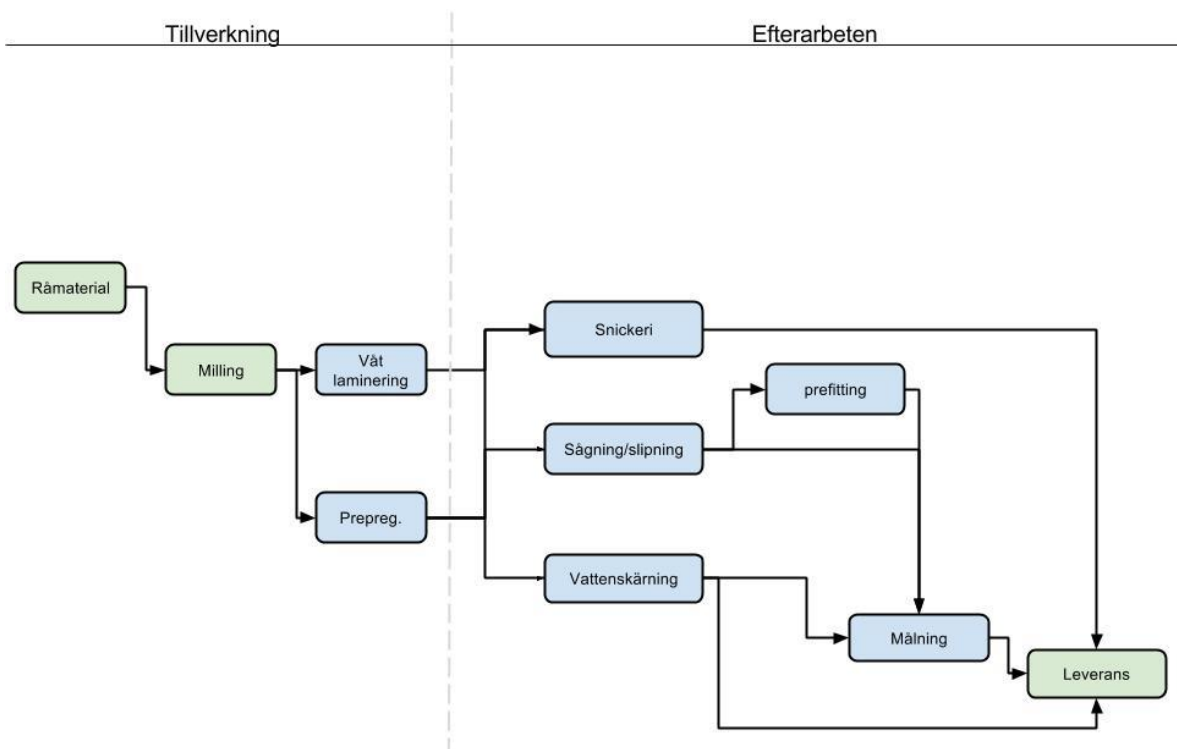 Tillverkning
Efterarbeten
Råmaterial
Milling
Våt
laminering
Prepreg.
Snickeri
prefitting
Sågning/slipning
Vattenskärning
Målning
Leverans